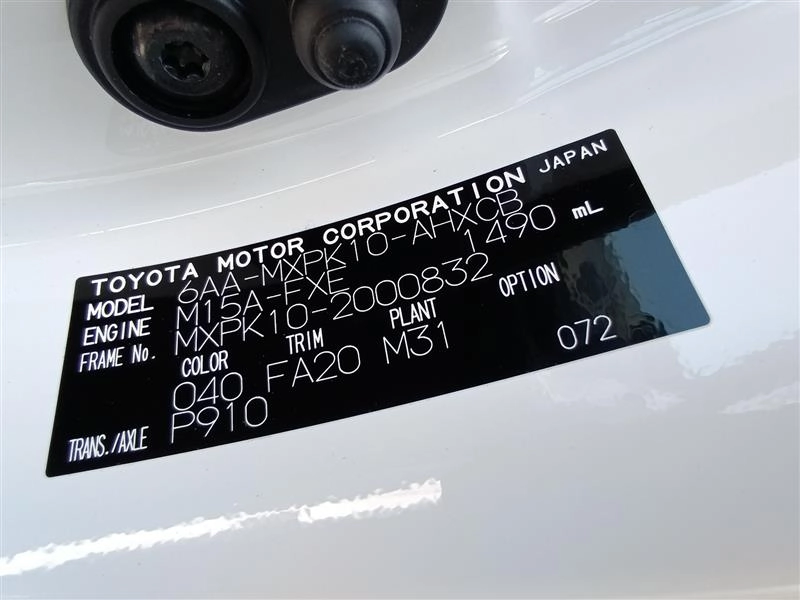 TOYOTA MOTOR CORPORATION JAPAN
MODEL 6AA-MXPK10-AHXCB
ENGINE M15A-FXE 1490 mL
FRAME No. MXPK10-2000832
COLOR TRIM PLANT OPTION
040 FA20 M31 072
TRANS./AXLE P910